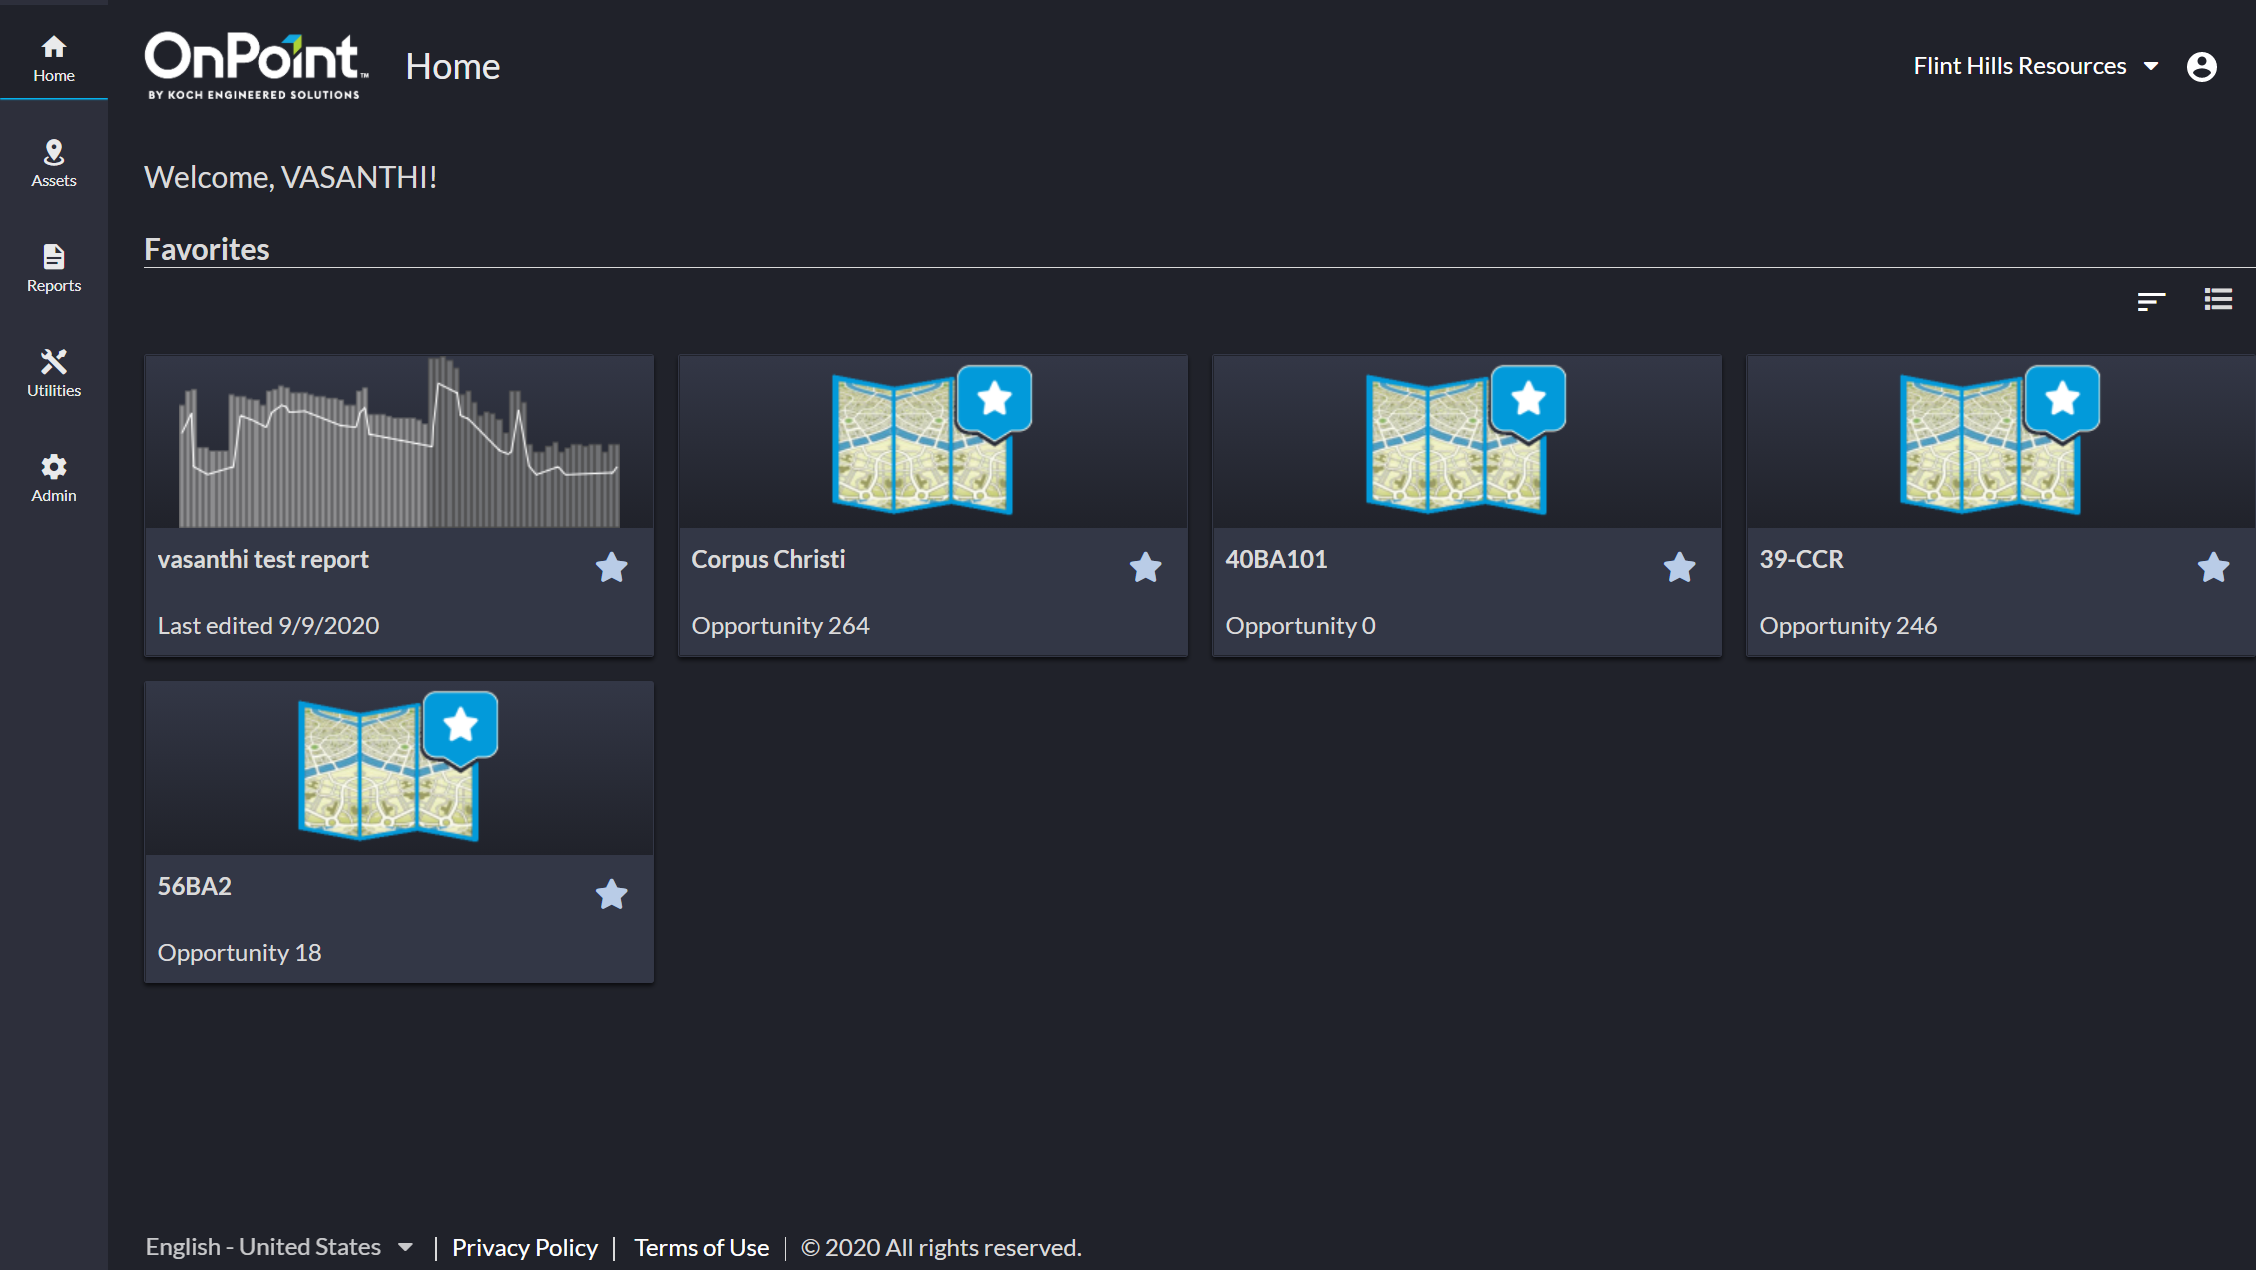 Home
Assets
Reports
Utilities
Admin
OnPoint™
BY KOCH ENGINEERED SOLUTIONS
Home
Flint Hills Resources
Welcome, VASANTHI!
Favorites
vasanthi test report
Last edited 9/9/2020
Corpus Christi
Opportunity 264
40BA101
Opportunity 0
39-CCR
Opportunity 246
56BA2
Opportunity 18
English - United States | Privacy Policy | Terms of Use | © 2020 All rights reserved.